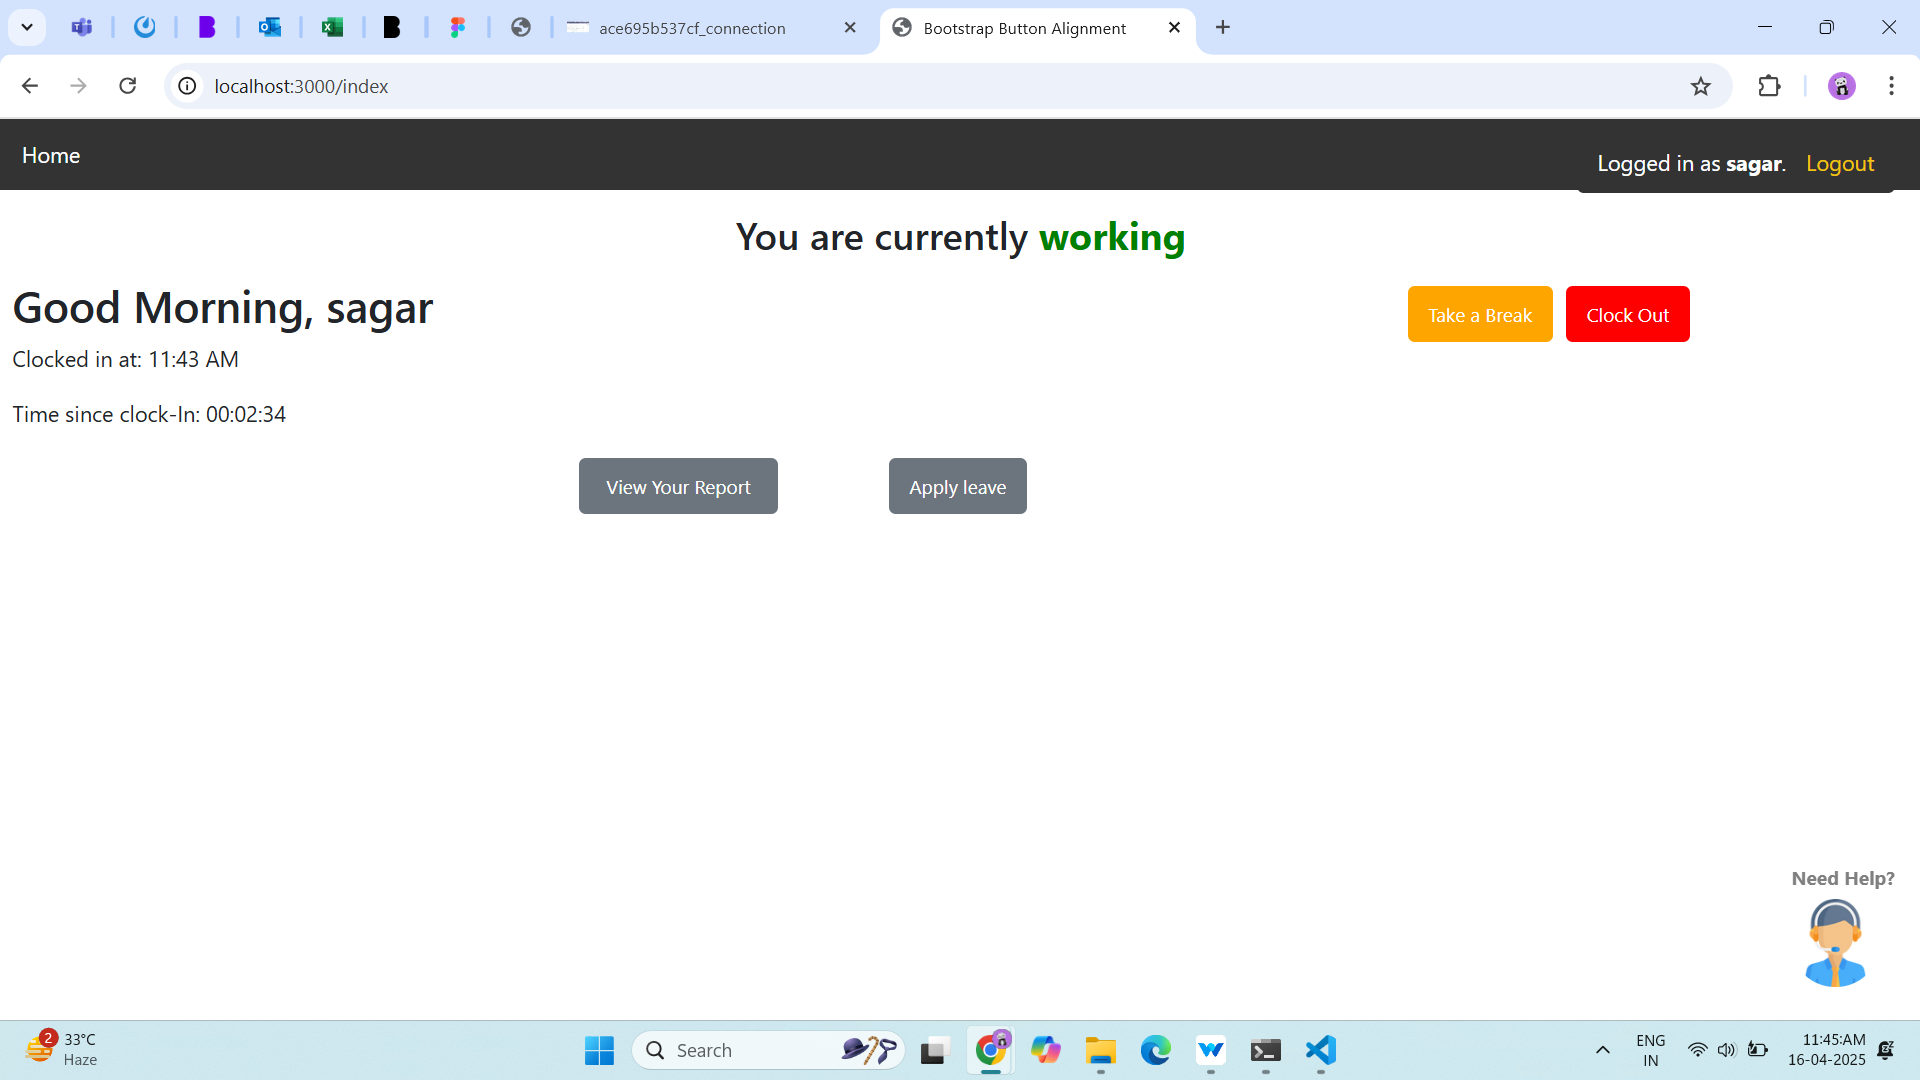 ace695b537cf_connection
Bootstrap Button Alignment
localhost:3000/index
Home
Logged in as sagar. Logout
You are currently working
Good Morning, sagar
Take a Break
Clock Out
Clocked in at: 11:43 AM
Time since clock-In: 00:02:34
View Your Report
Apply leave
Need Help?
2
33°C
Haze
Search
ENG
IN
11:45:AM
16-04-2025